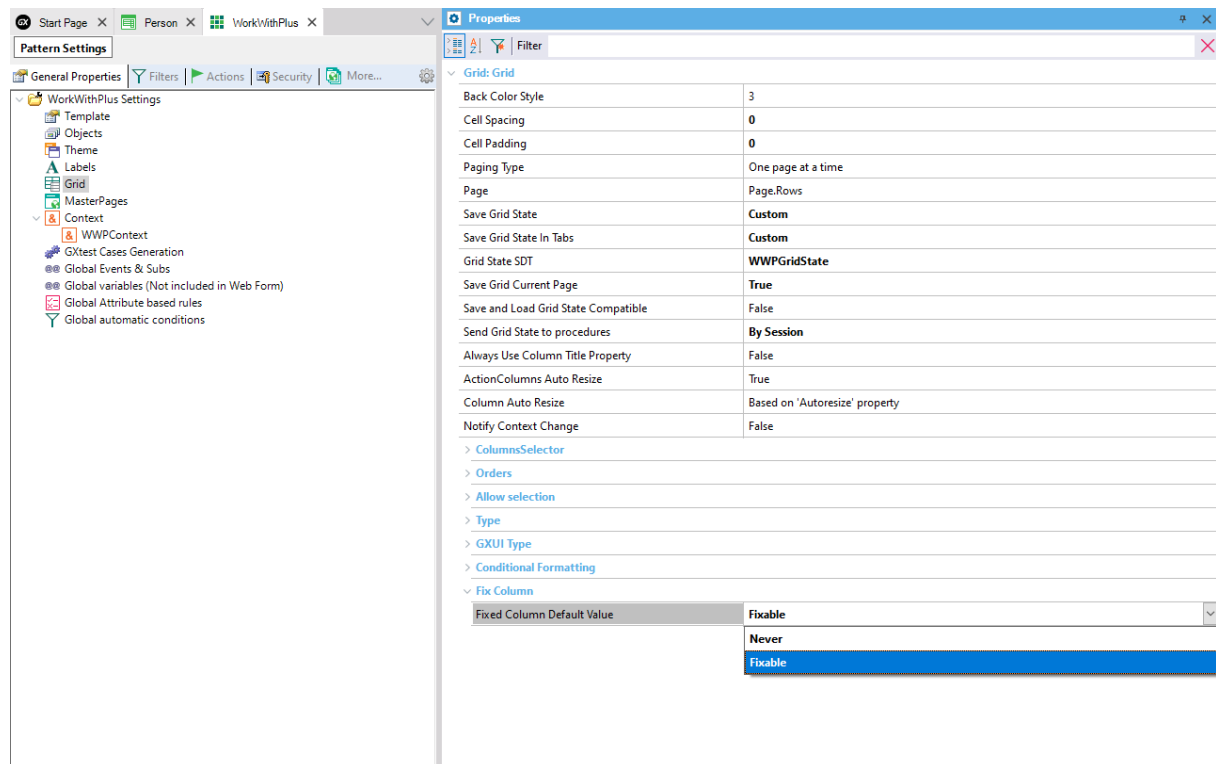 GX Start Page X Person X WorkWithPlus X
Pattern Settings
General Properties Filters Actions Security More...
WorkWithPlus Settings
Template
Objects
Theme
A Labels
Grid
MasterPages
& Context
& WWPContext
GXtest Cases Generation
@@ Global Events & Subs
@@ Global variables (Not included in Web Form)
Global Attribute based rules
Global automatic conditions
Properties
Filter
Grid: Grid
Back Color Style 3
Cell Spacing 0
Cell Padding 0
Paging Type One page at a time
Page Page.Rows
Save Grid State Custom
Save Grid State In Tabs Custom
Grid State SDT WWPGridState
Save Grid Current Page True
Save and Load Grid State Compatible False
Send Grid State to procedures By Session
Always Use Column Title Property False
ActionColumns Auto Resize True
Column Auto Resize Based on 'Autoresize' property
Notify Context Change False
ColumnsSelector
Orders
Allow selection
Type
GXUI Type
Conditional Formatting
Fix Column
Fixed Column Default Value Fixable
Never
Fixable